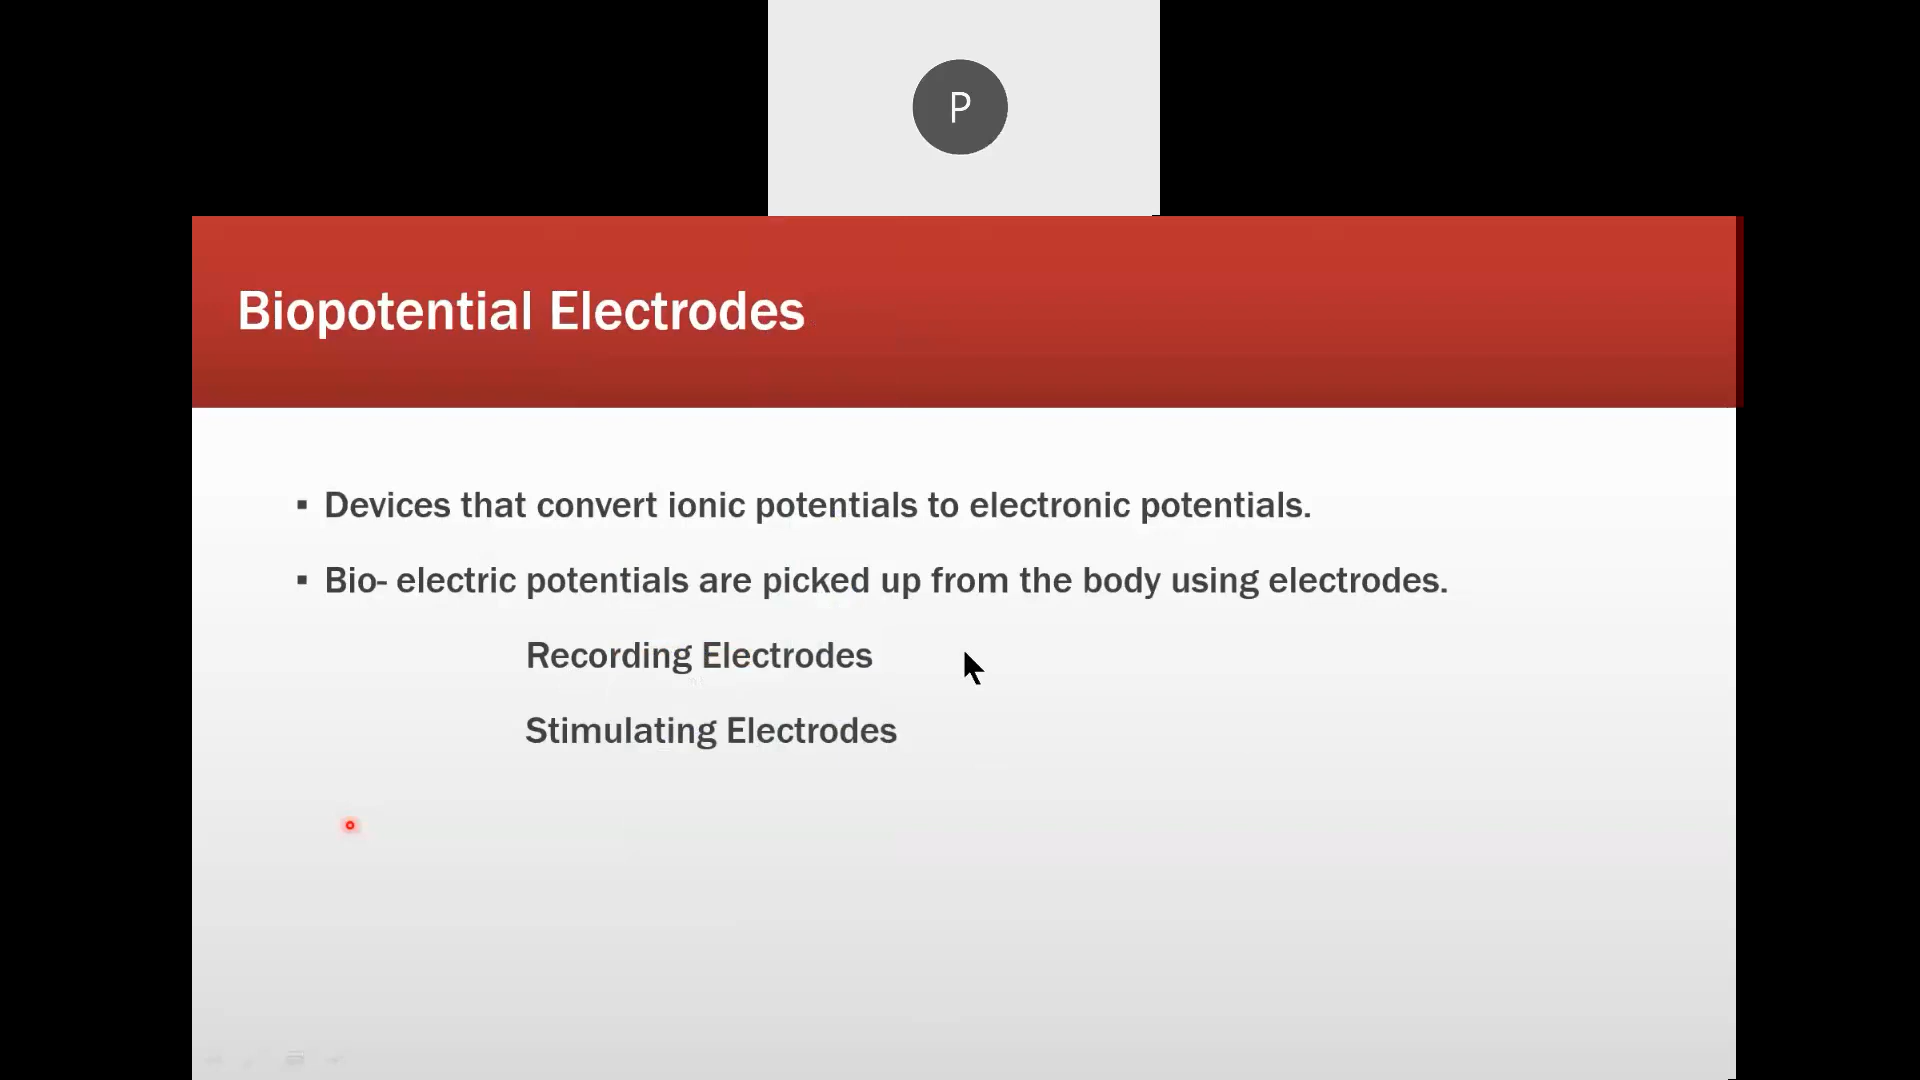 P
Biopotential Electrodes
▪ Devices that convert ionic potentials to electronic potentials.
▪ Bio- electric potentials are picked up from the body using electrodes.
Recording Electrodes
Stimulating Electrodes